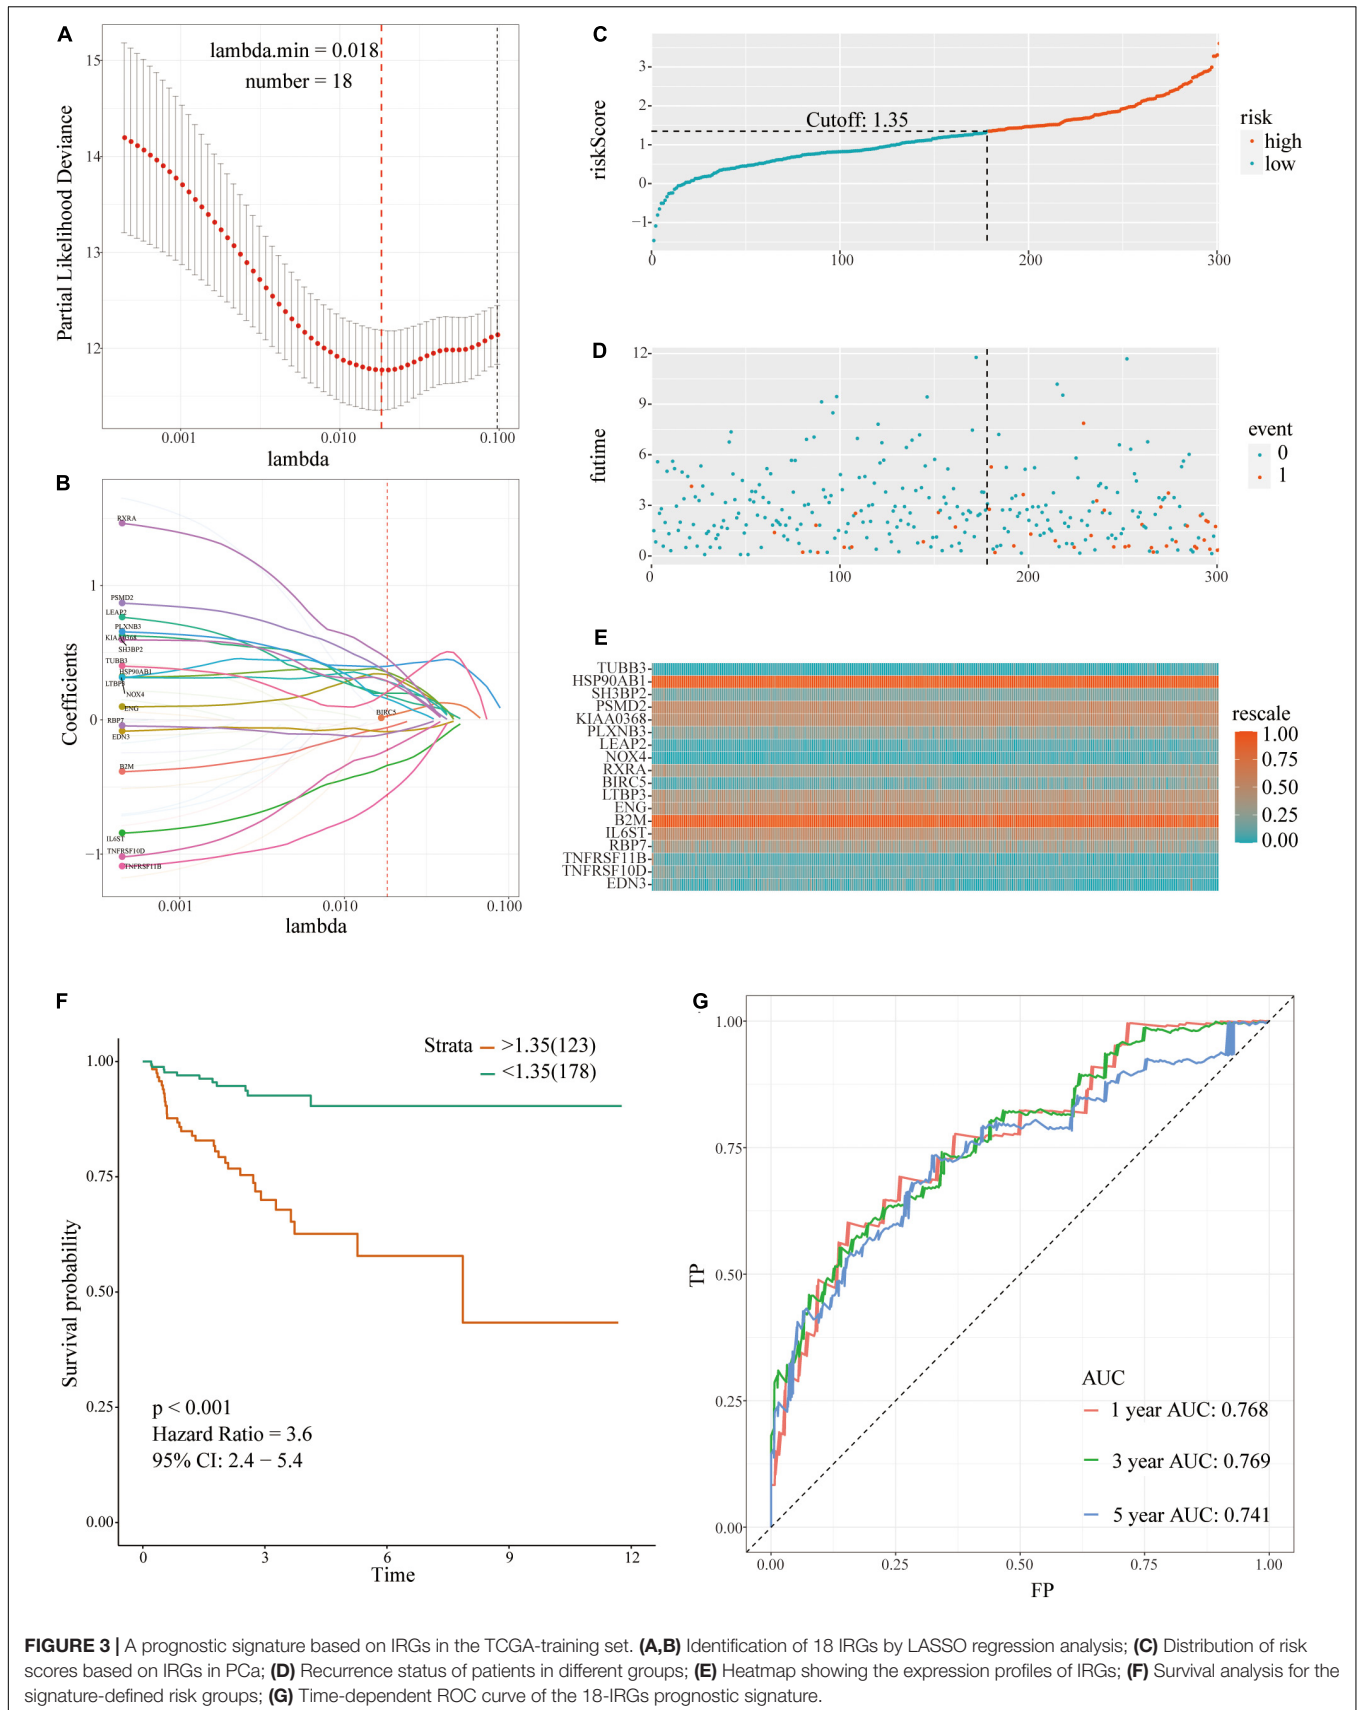 A
lambda.min = 0.018
number = 18
15
14
13
12
Partial Likelihood Deviance
0.001
0.010
0.100
lambda
B
RXRA
PSMD2
LEAP2
PLXNB3
KIAA0368
SH3BP2
TUBB3
HSP90AB1
LTBP3
NOX4
ENG
RBP7
EDN3
BIRC5
B2M
IL6ST
TNFRSF10D
TNFRSF11B
1
0
−1
Coefficients
0.001
0.010
0.100
lambda
C
3
2
1
0
−1
riskScore
Cutoff: 1.35
0
100
200
300
risk
high
low
D
12
9
6
3
0
futime
0
100
200
300
event
0
1
E
TUBB3
HSP90AB1
SH3BP2
PSMD2
KIAA0368
PLXNB3
LEAP2
NOX4
RXRA
BIRC5
LTBP3
ENG
B2M
IL6ST
RBP7
TNFRSF11B
TNFRSF10D
EDN3
rescale
1.00
0.75
0.50
0.25
0.00
F
Strata
>1.35(123)
<1.35(178)
1.00
0.75
0.50
0.25
0.00
Survival probability
p < 0.001
Hazard Ratio = 3.6
95% CI: 2.4 − 5.4
0
3
6
9
12
Time
G
1.00
0.75
0.50
0.25
0.00
TP
AUC
1 year AUC: 0.768
3 year AUC: 0.769
5 year AUC: 0.741
0.00
0.25
0.50
0.75
1.00
FP
FIGURE 3 | A prognostic signature based on IRGs in the TCGA-training set. (A,B) Identification of 18 IRGs by LASSO regression analysis; (C) Distribution of risk
scores based on IRGs in PCa; (D) Recurrence status of patients in different groups; (E) Heatmap showing the expression profiles of IRGs; (F) Survival analysis for the
signature-defined risk groups; (G) Time-dependent ROC curve of the 18-IRGs prognostic signature.